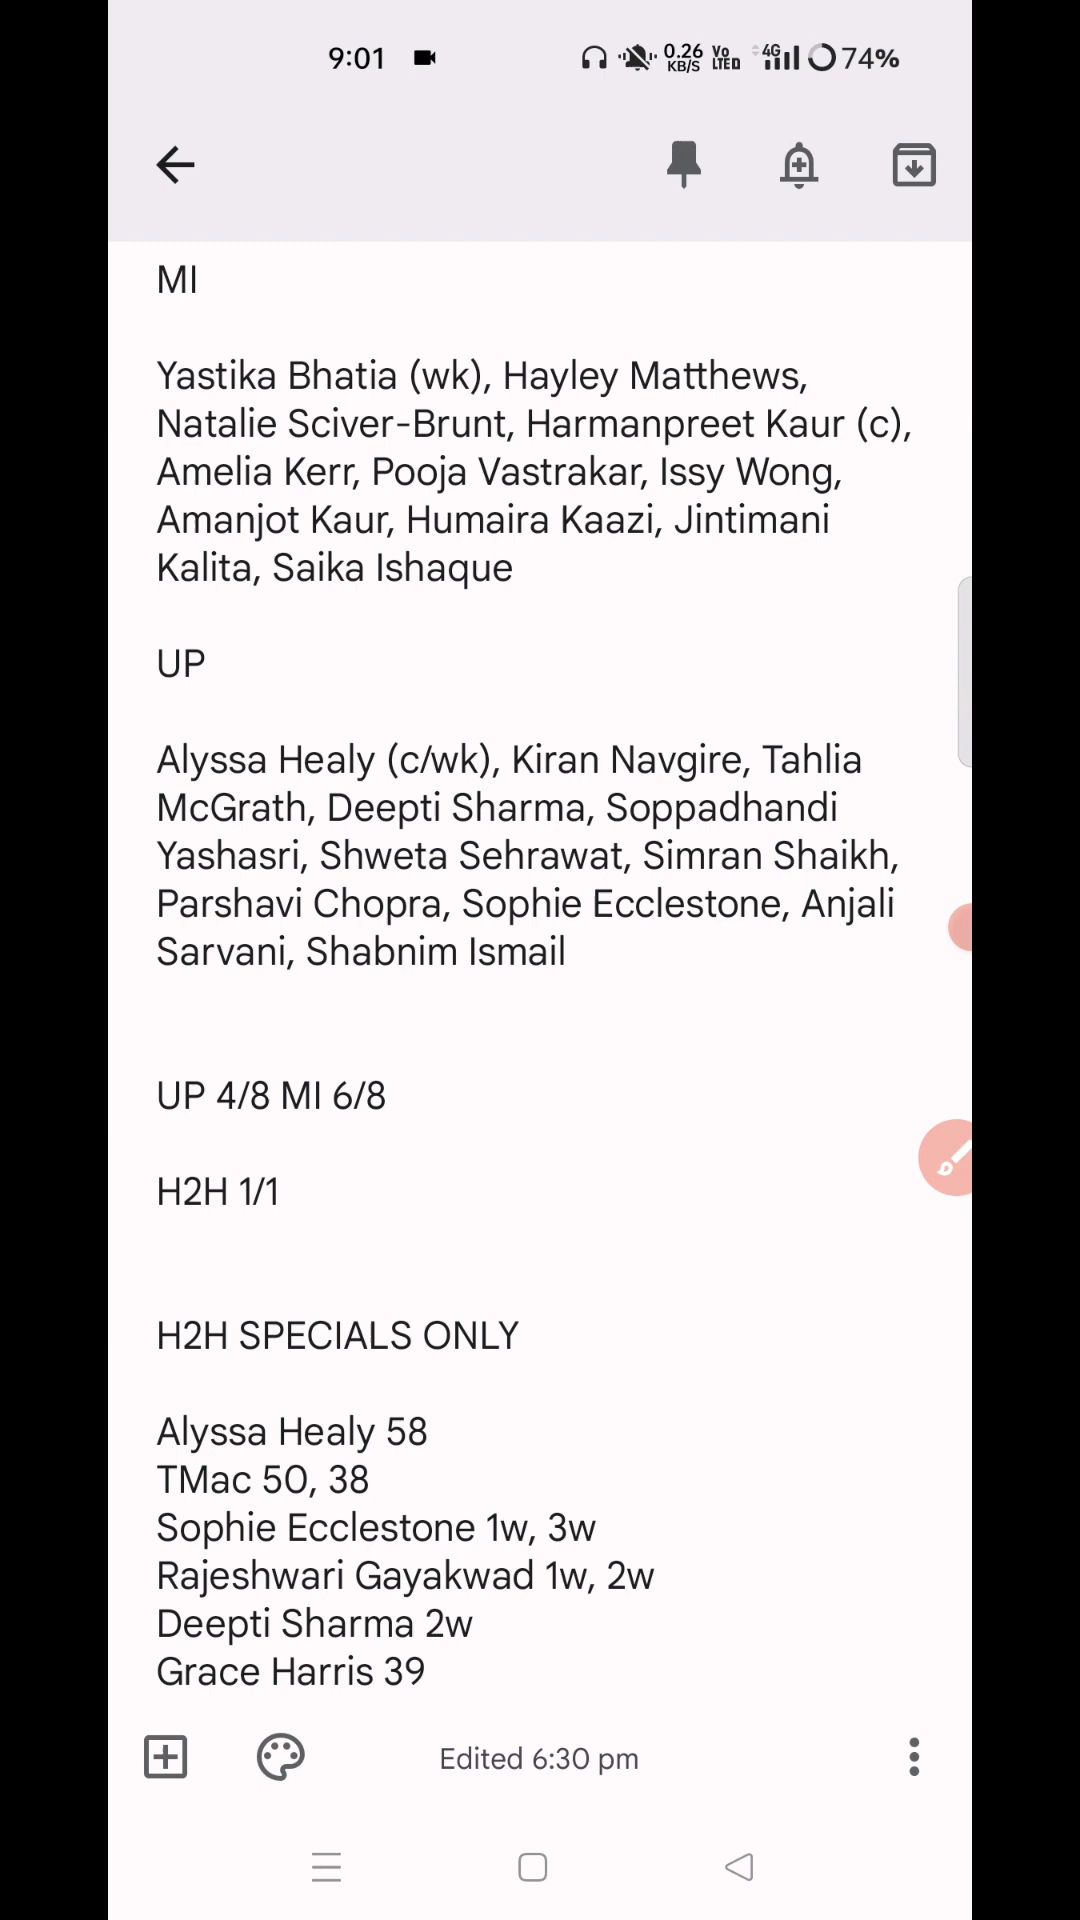 9:01 0.26 KB/S Vo LTED 4G 74%
MI
Yastika Bhatia (wk), Hayley Matthews,
Natalie Sciver-Brunt, Harmanpreet Kaur (c),
Amelia Kerr, Pooja Vastrakar, Issy Wong,
Amanjot Kaur, Humaira Kaazi, Jintimani
Kalita, Saika Ishaque
UP
Alyssa Healy (c/wk), Kiran Navgire, Tahlia
McGrath, Deepti Sharma, Soppadhandi
Yashasri, Shweta Sehrawat, Simran Shaikh,
Parshavi Chopra, Sophie Ecclestone, Anjali
Sarvani, Shabnim Ismail
UP 4/8 MI 6/8
H2H 1/1
H2H SPECIALS ONLY
Alyssa Healy 58
TMac 50, 38
Sophie Ecclestone 1w, 3w
Rajeshwari Gayakwad 1w, 2w
Deepti Sharma 2w
Grace Harris 39
Edited 6:30 pm